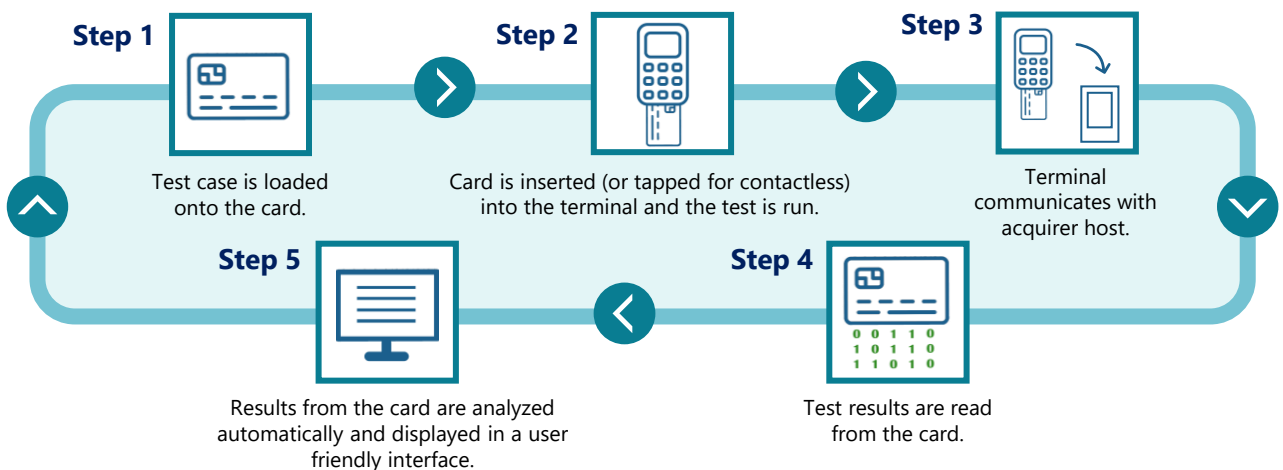 Step 1
Test case is loaded
onto the card.
Step 2
Card is inserted (or tapped for contactless)
into the terminal and the test is run.
Step 3
Terminal
communicates with
acquirer host.
Step 4
0 0 1 1 0
1 0 1 1 0
1 1 0 1 0
Test results are read
from the card.
Step 5
Results from the card are analyzed
automatically and displayed in a user
friendly interface.